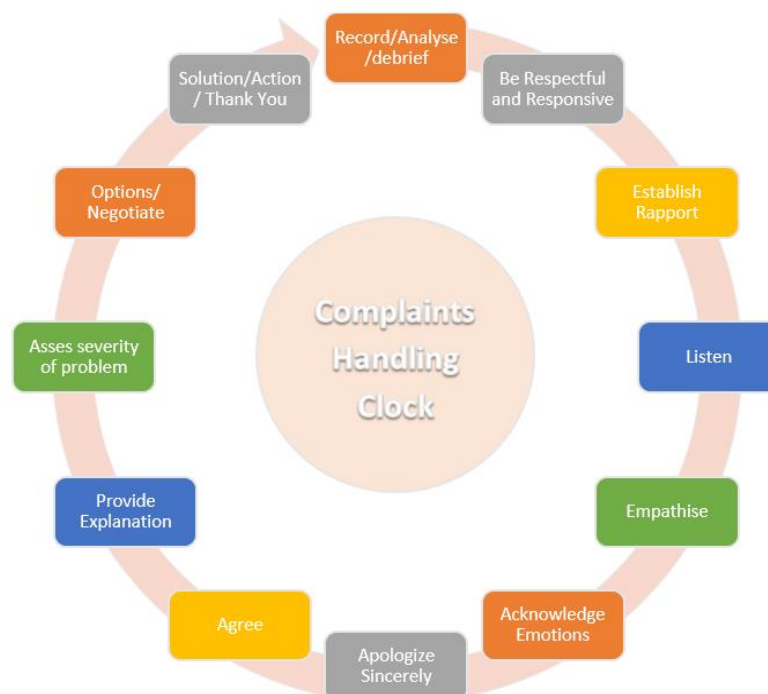 Record/Analyse
/debrief
Be Respectful
and Responsive
Establish
Rapport
Listen
Empathise
Acknowledge
Emotions
Apologize
Sincerely
Agree
Provide
Explanation
Asses severity
of problem
Options/
Negotiate
Solution/Action
/ Thank You
Complaints
Handling
Clock